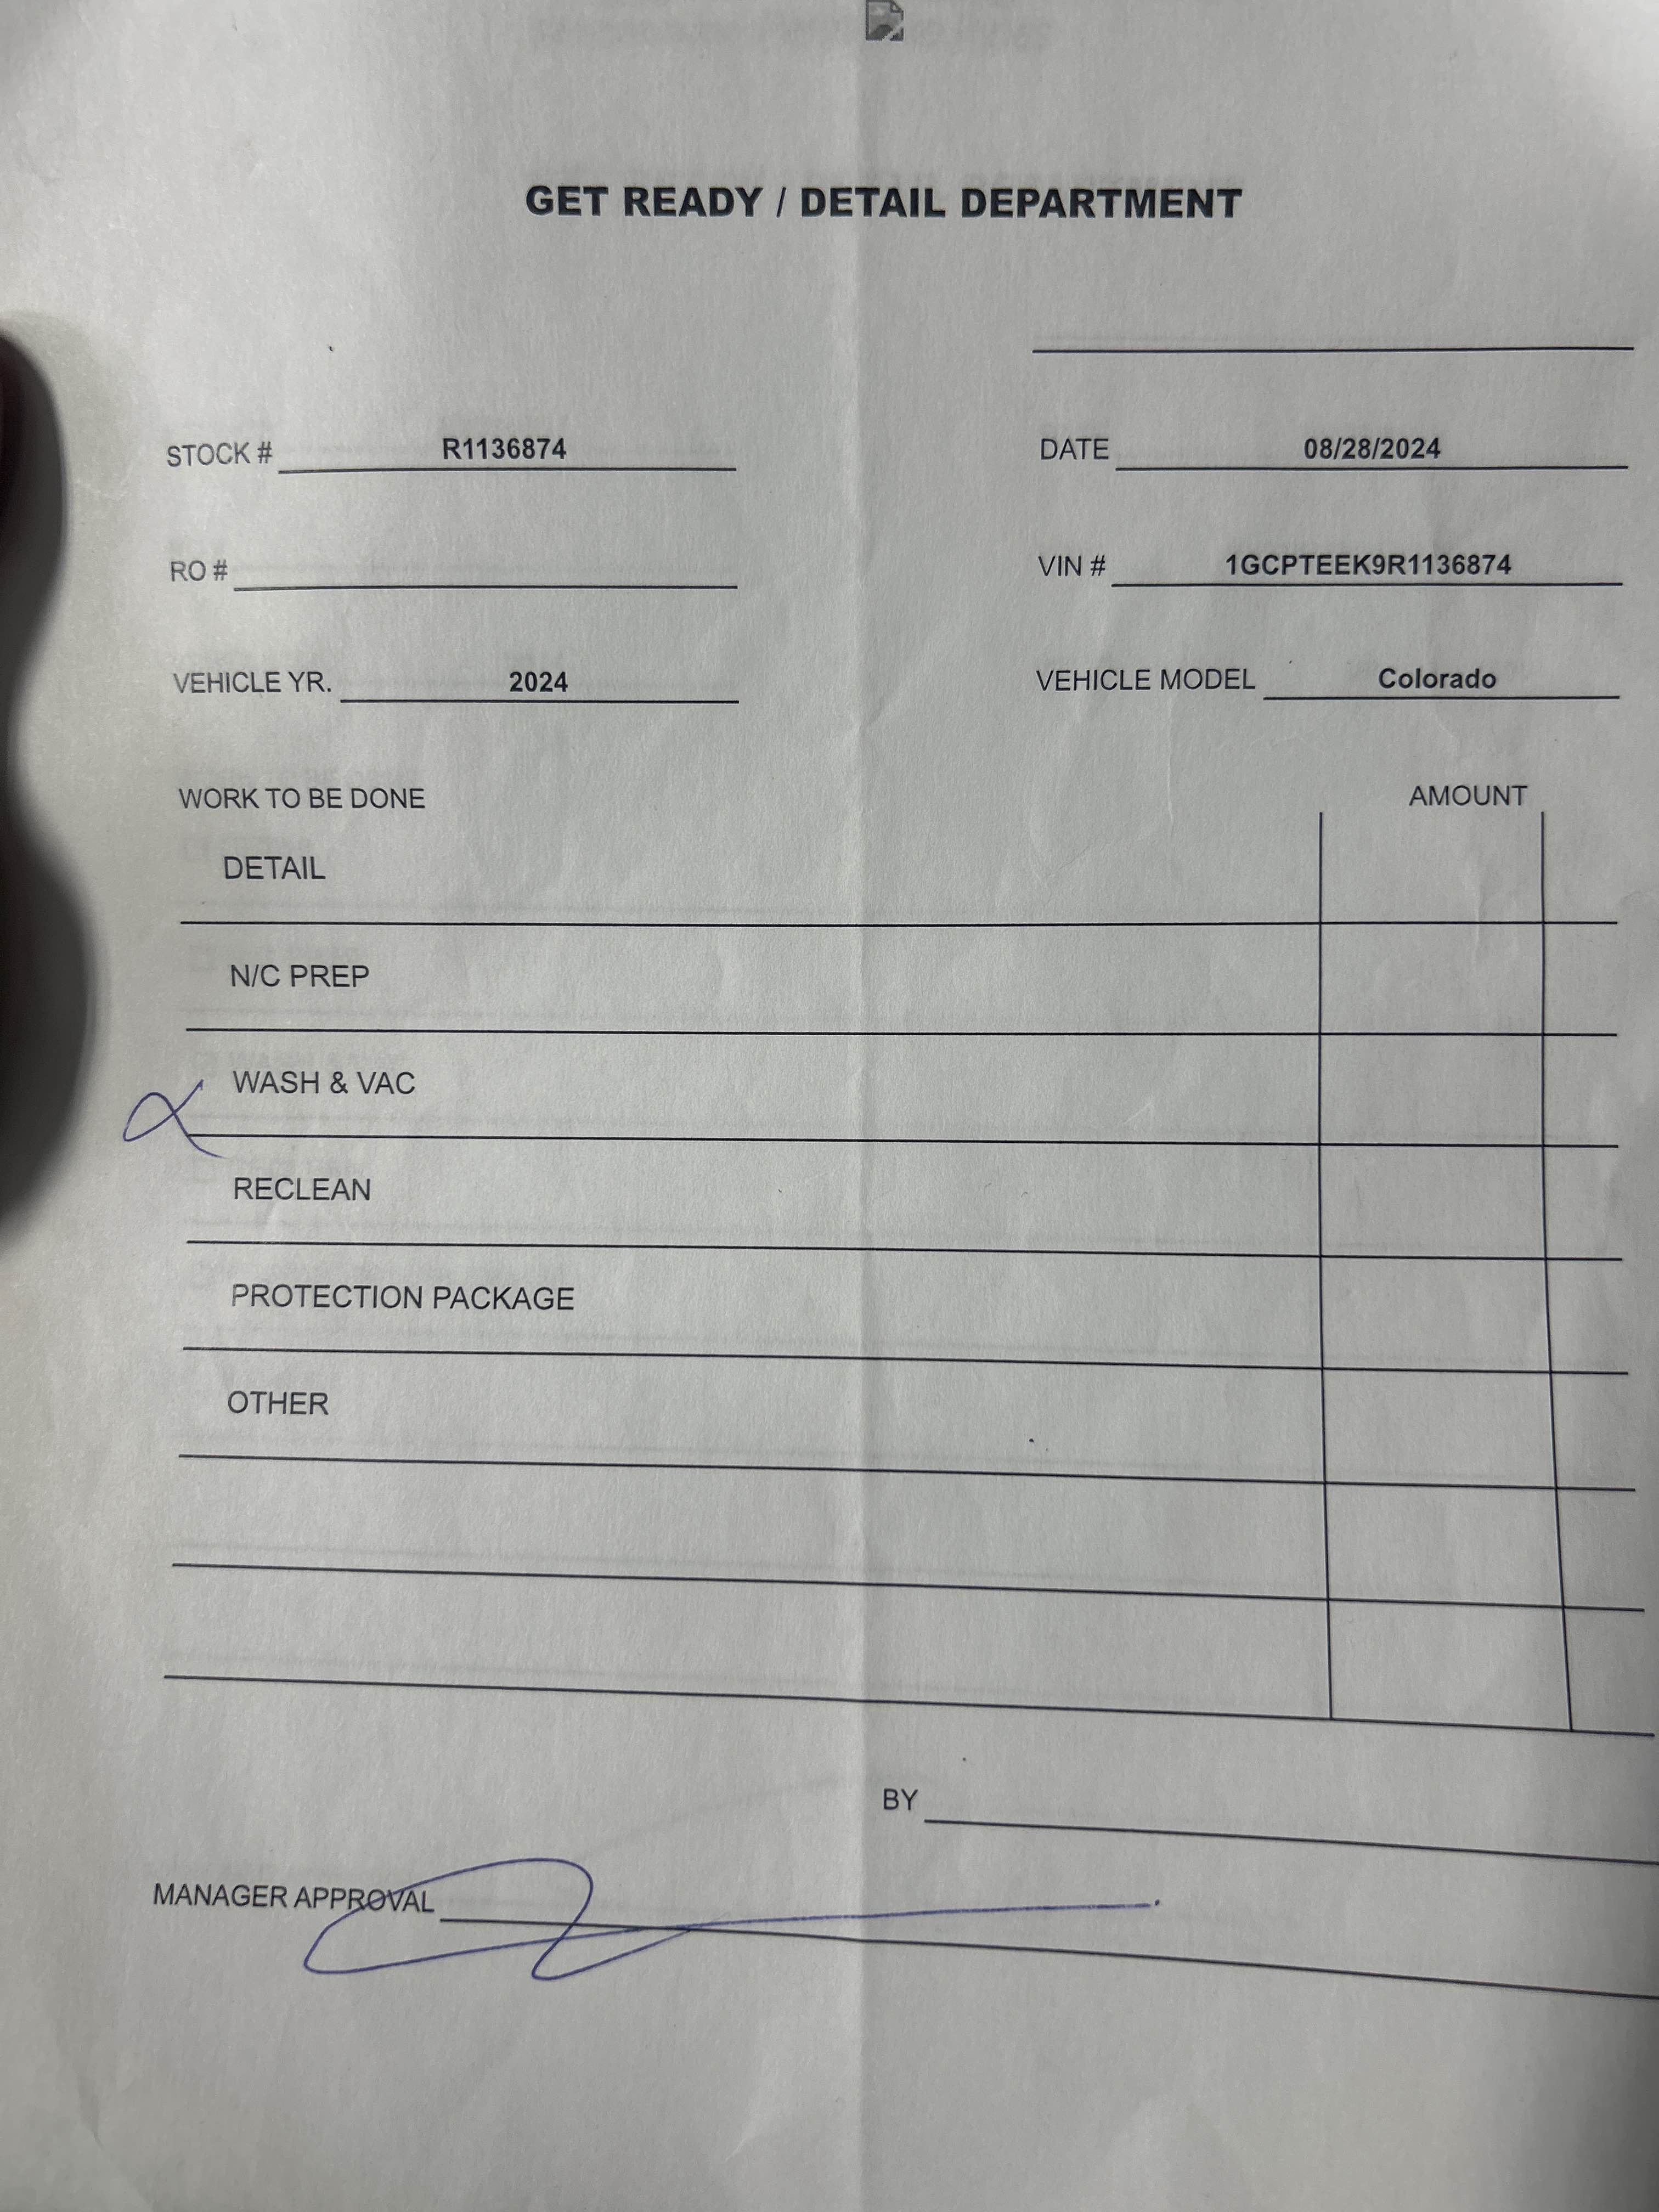 GET READY / DETAIL DEPARTMENT
STOCK # R1136874 DATE 08/28/2024
RO # VIN # 1GCPTEEK9R1136874
VEHICLE YR. 2024 VEHICLE MODEL Colorado
WORK TO BE DONE AMOUNT
DETAIL
N/C PREP
WASH & VAC
RECLEAN
PROTECTION PACKAGE
OTHER
BY
MANAGER APPROVAL